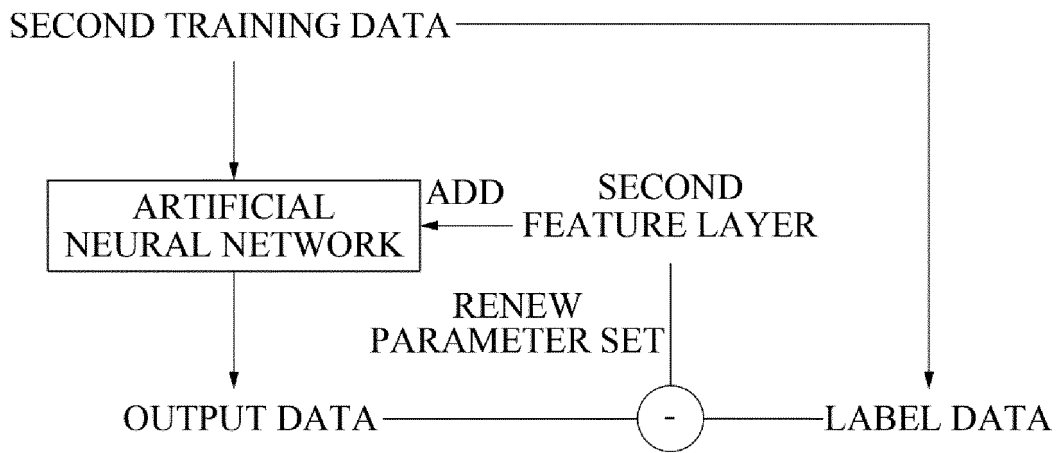 SECOND TRAINING DATA
ARTIFICIAL
NEURAL NETWORK
ADD
SECOND
FEATURE LAYER
RENEW
PARAMETER SET
OUTPUT DATA
-
LABEL DATA